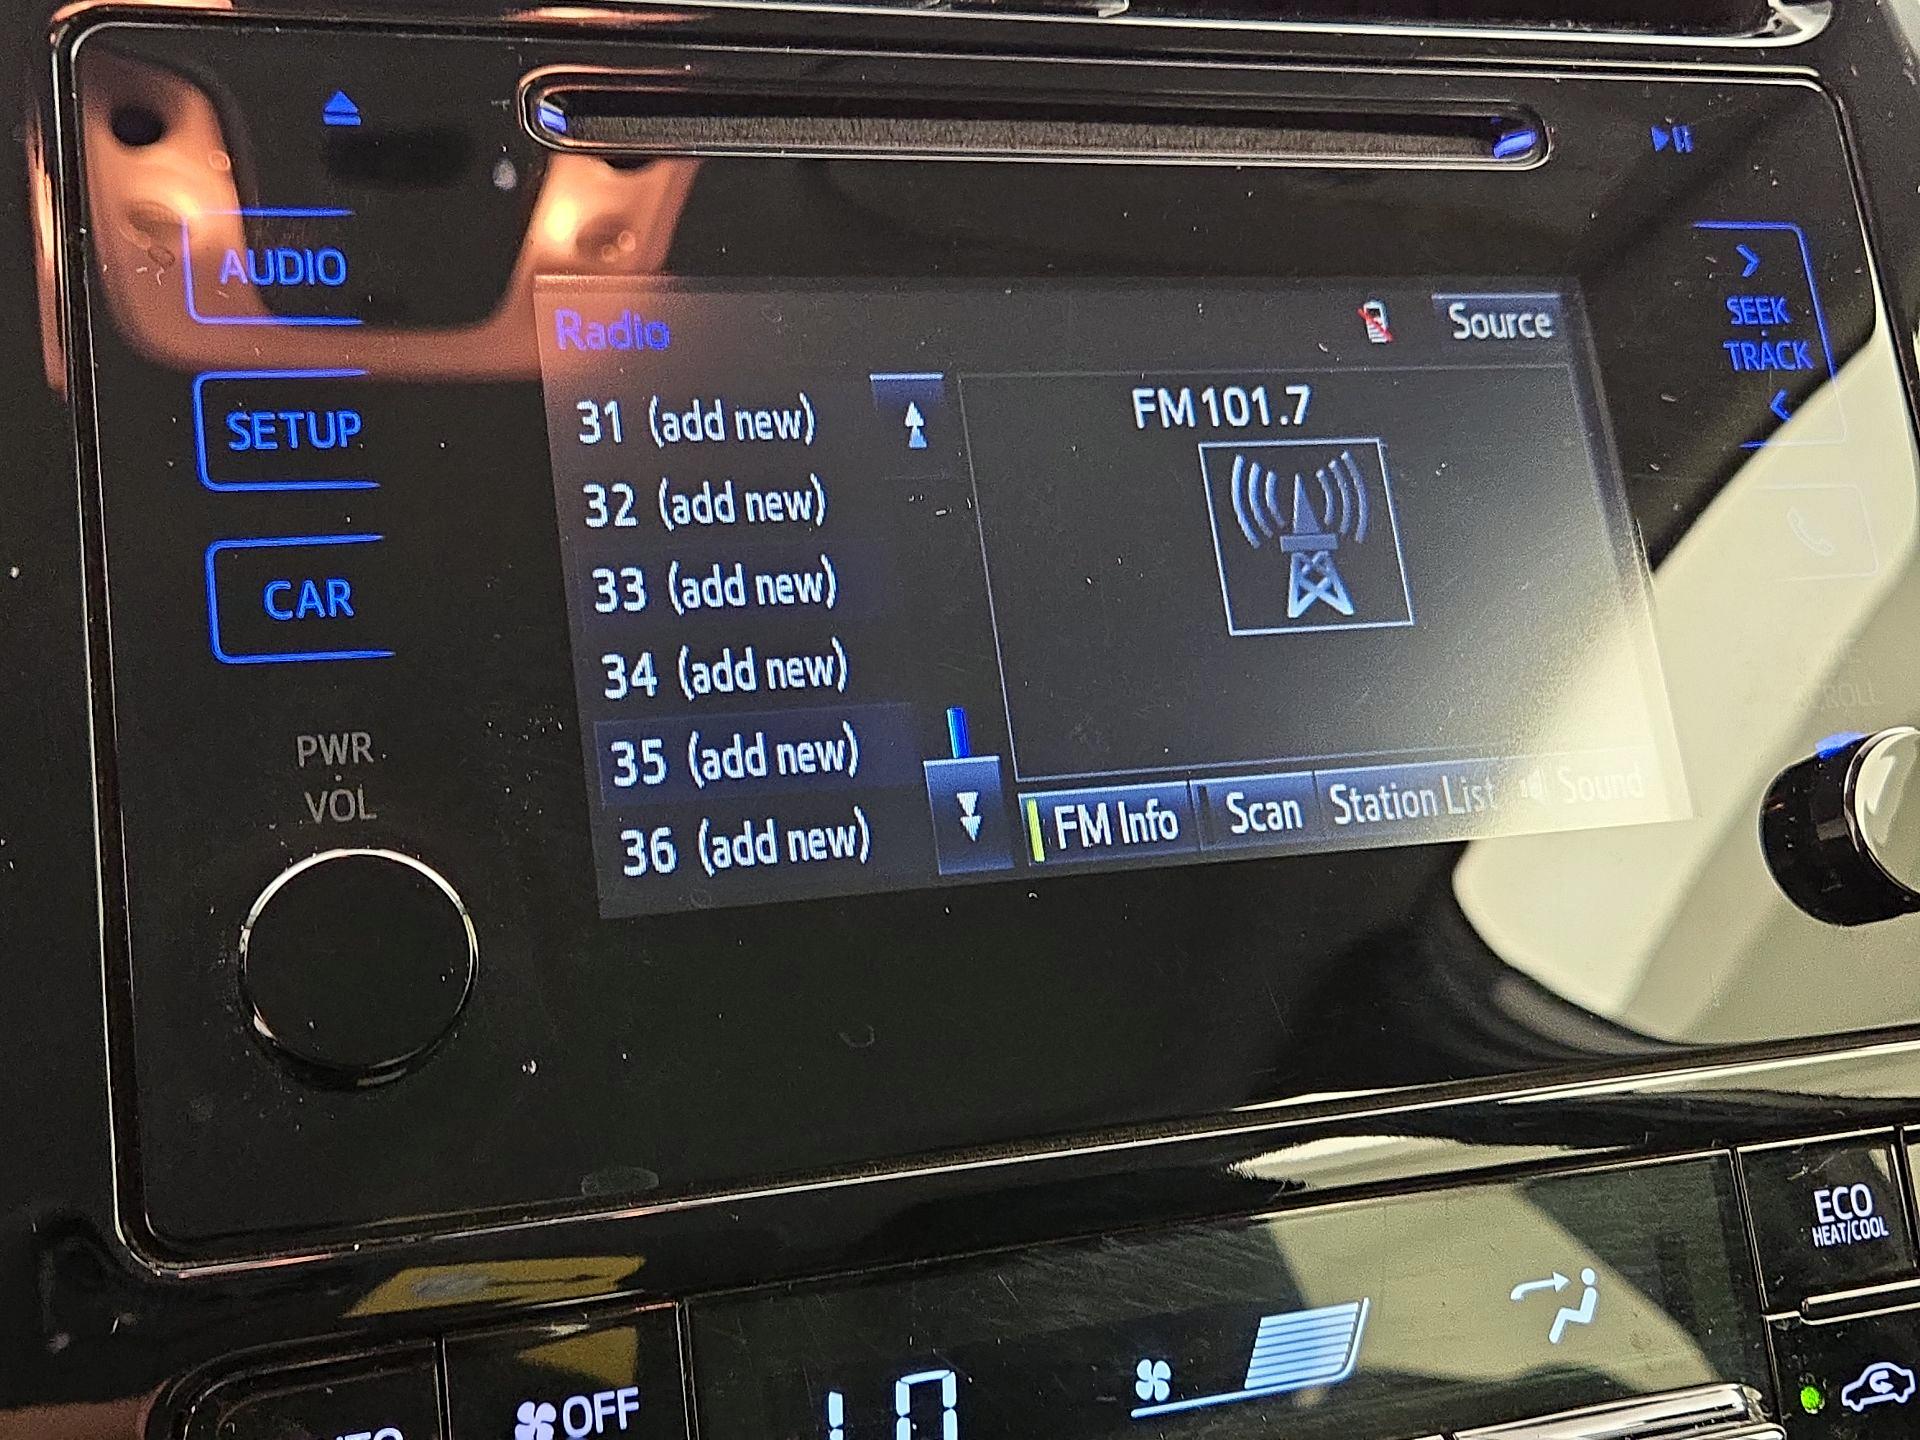 AUDIO
SETUP
CAR
PWR
VOL
Radio
Source
31 (add new)
32 (add new)
33 (add new)
34 (add new)
35 (add new)
36 (add new)
FM 101.7
FM Info
Scan
Station List
Sound
SEEK
TRACK
SCROLL
ECO
HEAT/COOL
OFF